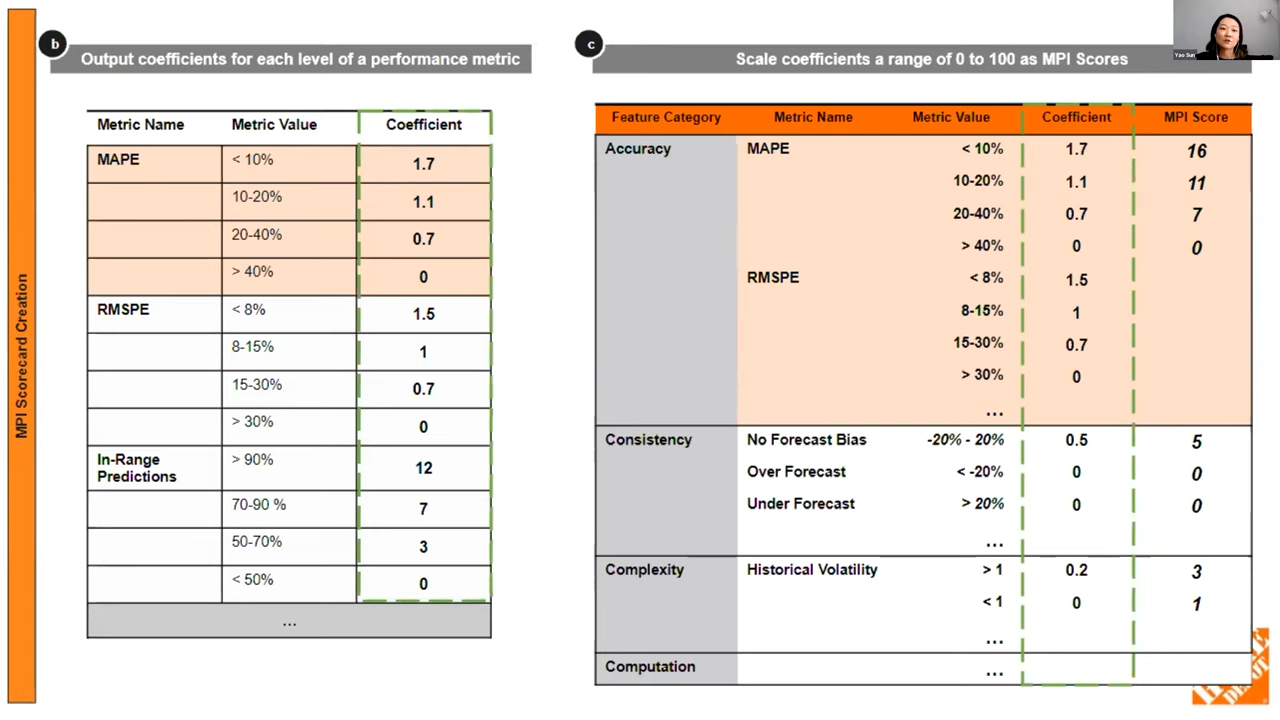 b
Output coefficients for each level of a performance metric
Metric Name Metric Value Coefficient
MAPE < 10% 1.7
10-20% 1.1
20-40% 0.7
> 40% 0
RMSPE < 8% 1.5
8-15% 1
15-30% 0.7
> 30% 0
In-Range
Predictions > 90% 12
70-90 % 7
50-70% 3
< 50% 0
...
MPI Scorecard Creation
c
Scale coefficients a range of 0 to 100 as MPI Scores
Feature Category Metric Name Metric Value Coefficient MPI Score
Accuracy MAPE < 10% 1.7 16
10-20% 1.1 11
20-40% 0.7 7
> 40% 0 0
RMSPE < 8% 1.5
8-15% 1
15-30% 0.7
> 30% 0
...
Consistency No Forecast Bias -20% - 20% 0.5 5
Over Forecast < -20% 0 0
Under Forecast > 20% 0 0
...
Complexity Historical Volatility > 1 0.2 3
< 1 0 1
...
Computation ...
Yao Sun